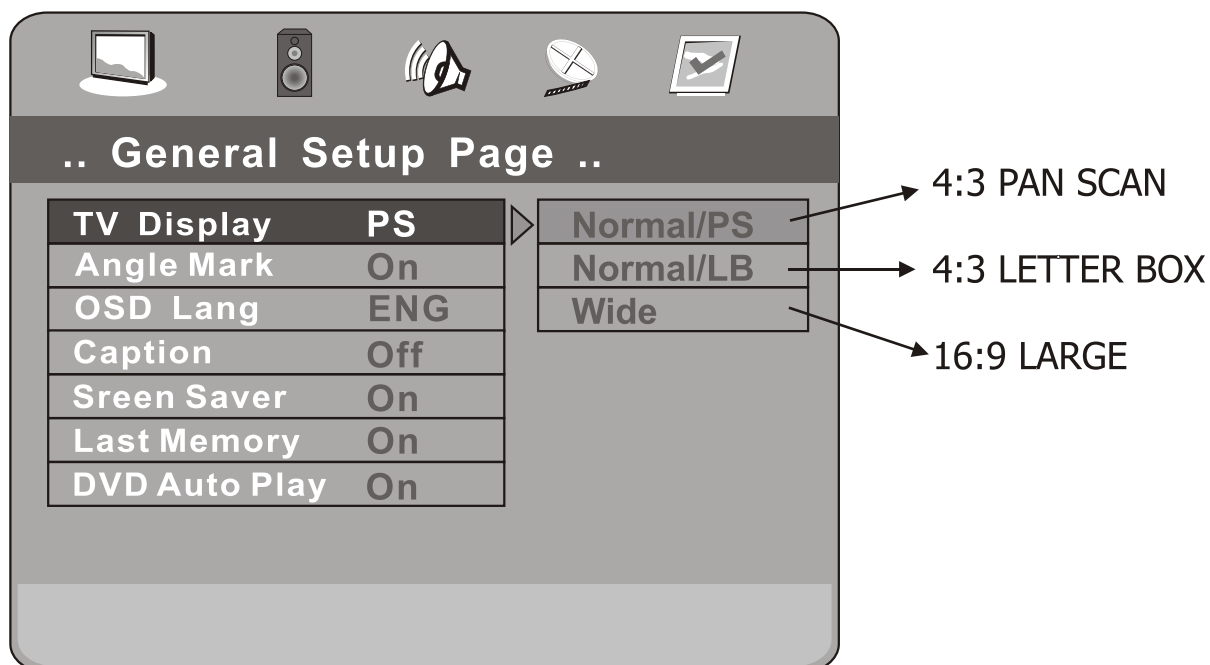 .. General Setup Page ..
TV Display PS Normal/PS 4:3 PAN SCAN
Angle Mark On Normal/LB 4:3 LETTER BOX
OSD Lang ENG Wide 16:9 LARGE
Caption Off
Sreen Saver On
Last Memory On
DVD Auto Play On